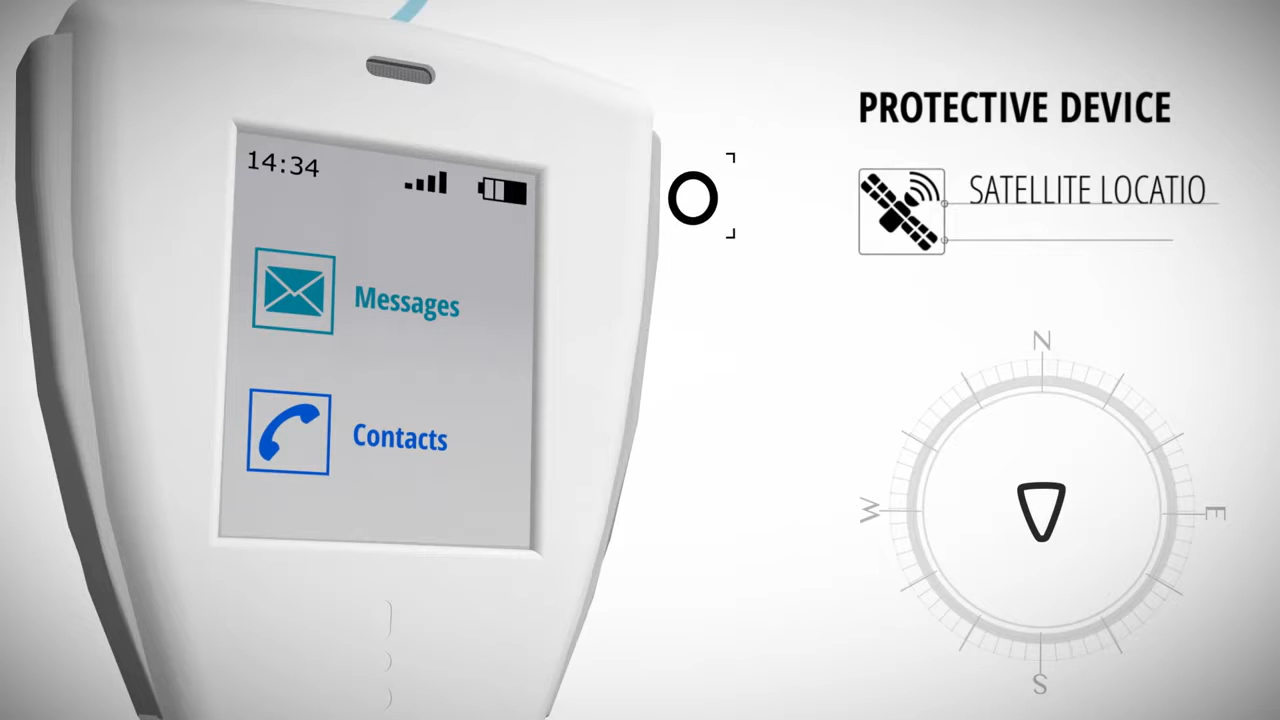 14:34
Messages
Contacts
PROTECTIVE DEVICE
SATELLITE LOCATIO
N
W
E
S